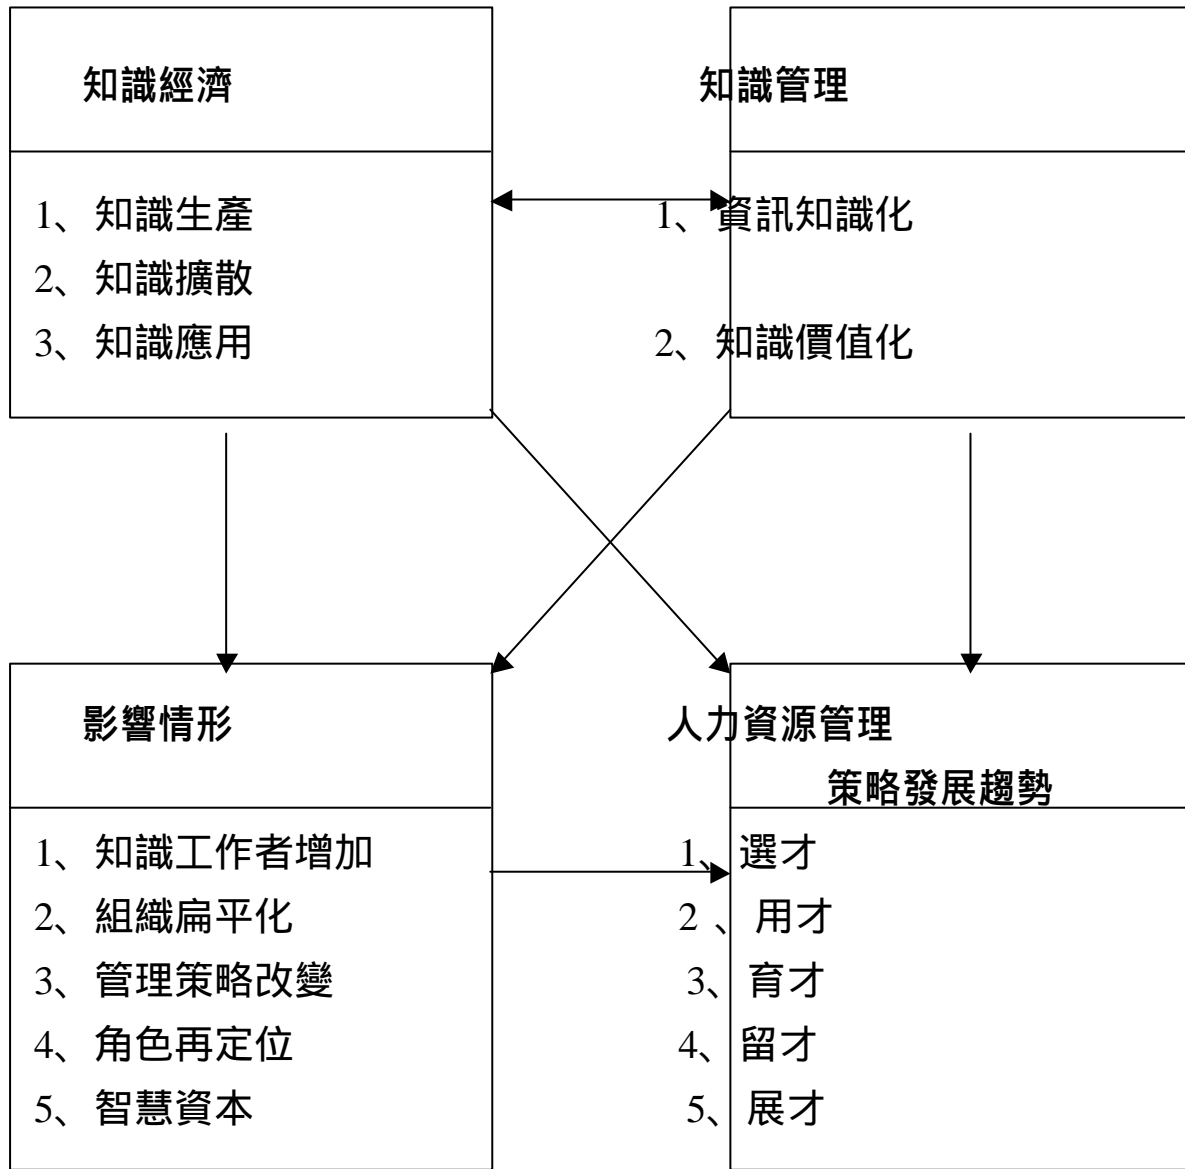 知識經濟
1、知識生產
2、知識擴散
3、知識應用
知識管理
1、資訊知識化
2、知識價值化
影響情形
1、知識工作者增加
2、組織扁平化
3、管理策略改變
4、角色再定位
5、智慧資本
人力資源管理
策略發展趨勢
1、選才
2、用才
3、育才
4、留才
5、展才